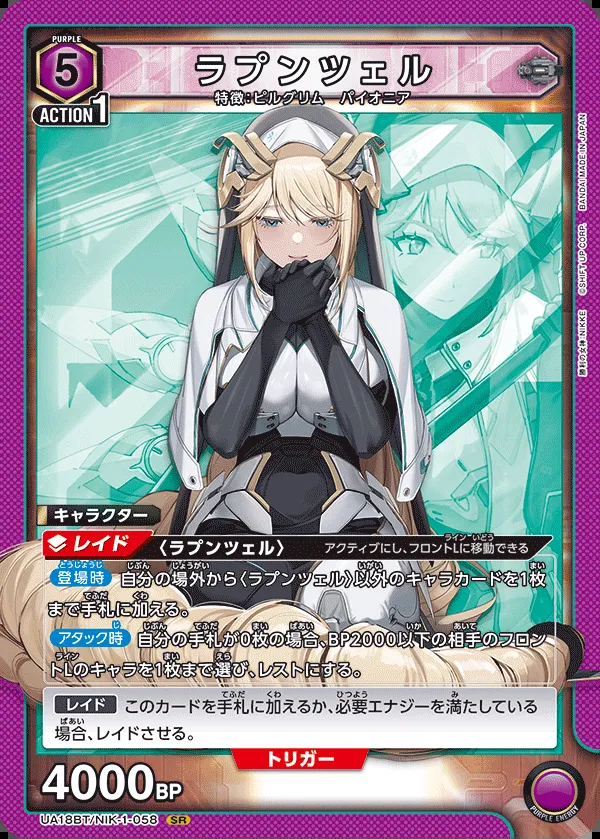 PURPLE
5
ACTION 1
ラプンツェル
特徴:ピルグリム パイオニア
BANDAI MADE IN JAPAN
©SHIFT UP CORP.
勝利の女神:NIKKE
キャラクター
レイド 〈ラプンツェル〉 アクティブにし、フロントLに移動できる
登場時 自分の場外から〈ラプンツェル〉以外のキャラカードを1枚
まで手札に加える。
アタック時 自分の手札が0枚の場合、BP2000以下の相手のフロン
トLのキャラを1枚まで選び、レストにする。
レイド このカードを手札に加えるか、必要エナジーを満たしている
場合、レイドさせる。
トリガー
4000BP
UA18BT/NIK-1-058 SR
PURPLE ENERGY